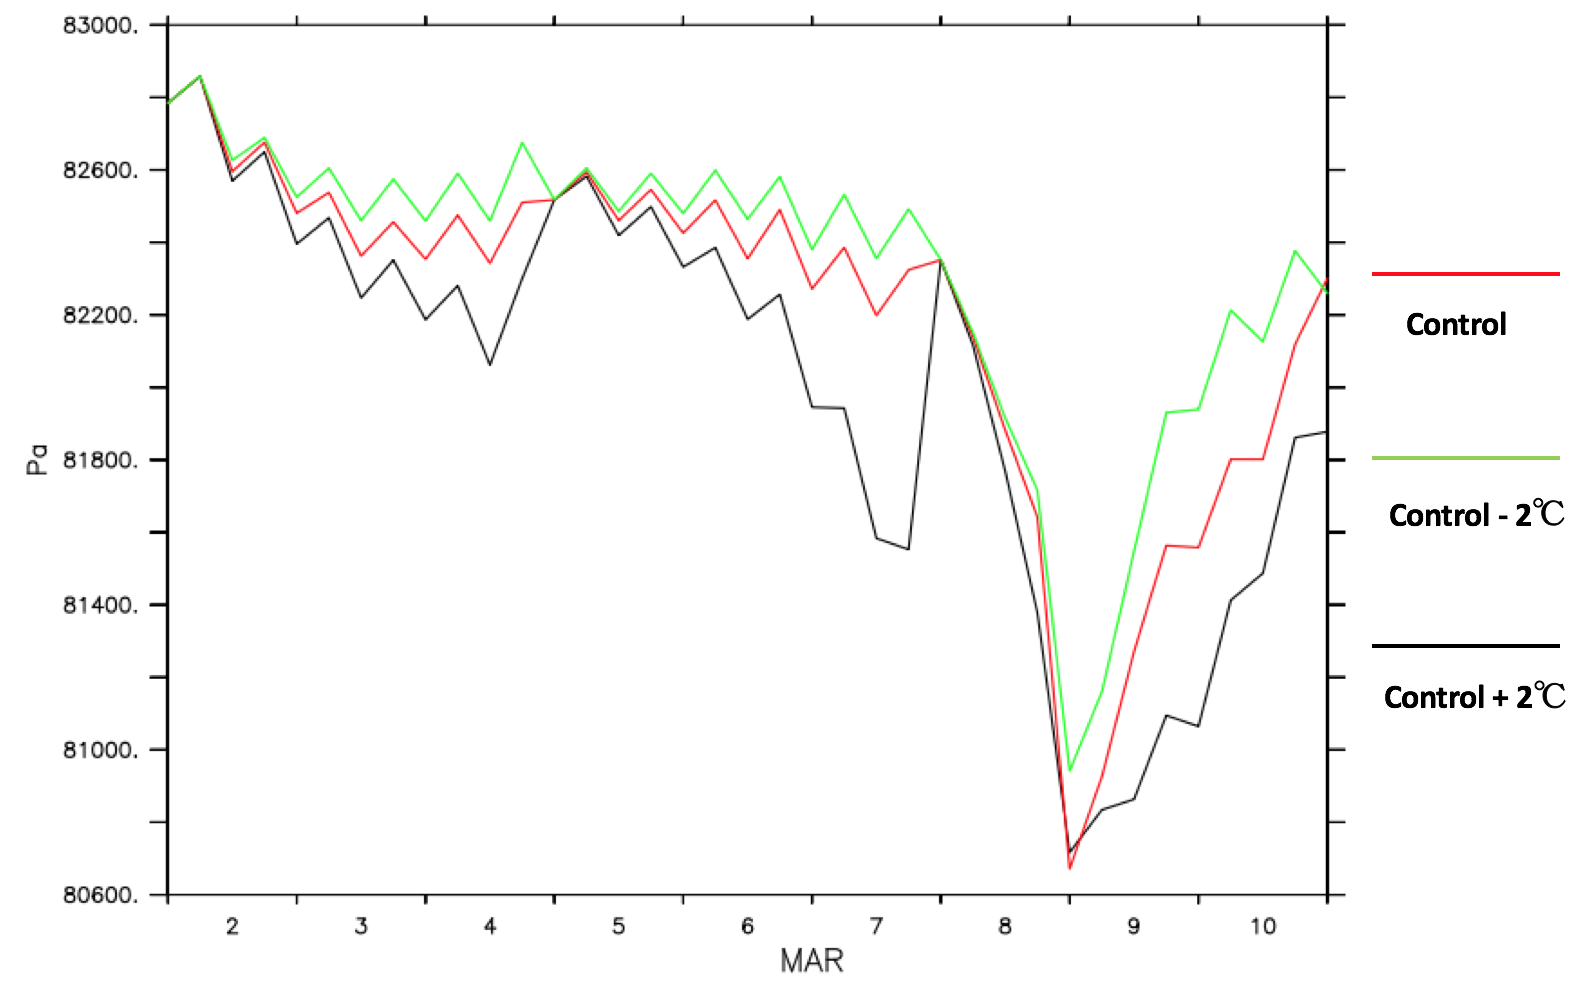 83000.
82600.
82200.
81800.
81400.
81000.
80600.
Pa
2 3 4 5 6 7 8 9 10
MAR
Control
Control - 2℃
Control + 2℃